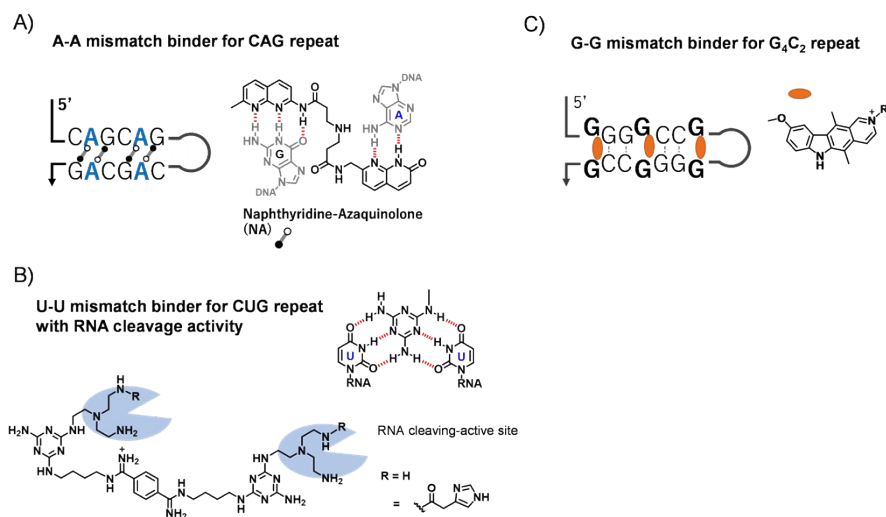 A)
A-A mismatch binder for CAG repeat
5'
CAGCAG
GACGAC
DNA
A
G
DNA
Naphthyridine-Azaquinolone
(NA)
B)
U-U mismatch binder for CUG repeat
with RNA cleavage activity
U
U
RNA
RNA
RNA cleaving-active site
R = H
=
C)
G-G mismatch binder for G₄C₂ repeat
5'
GGGGCCG
GCCGGGG